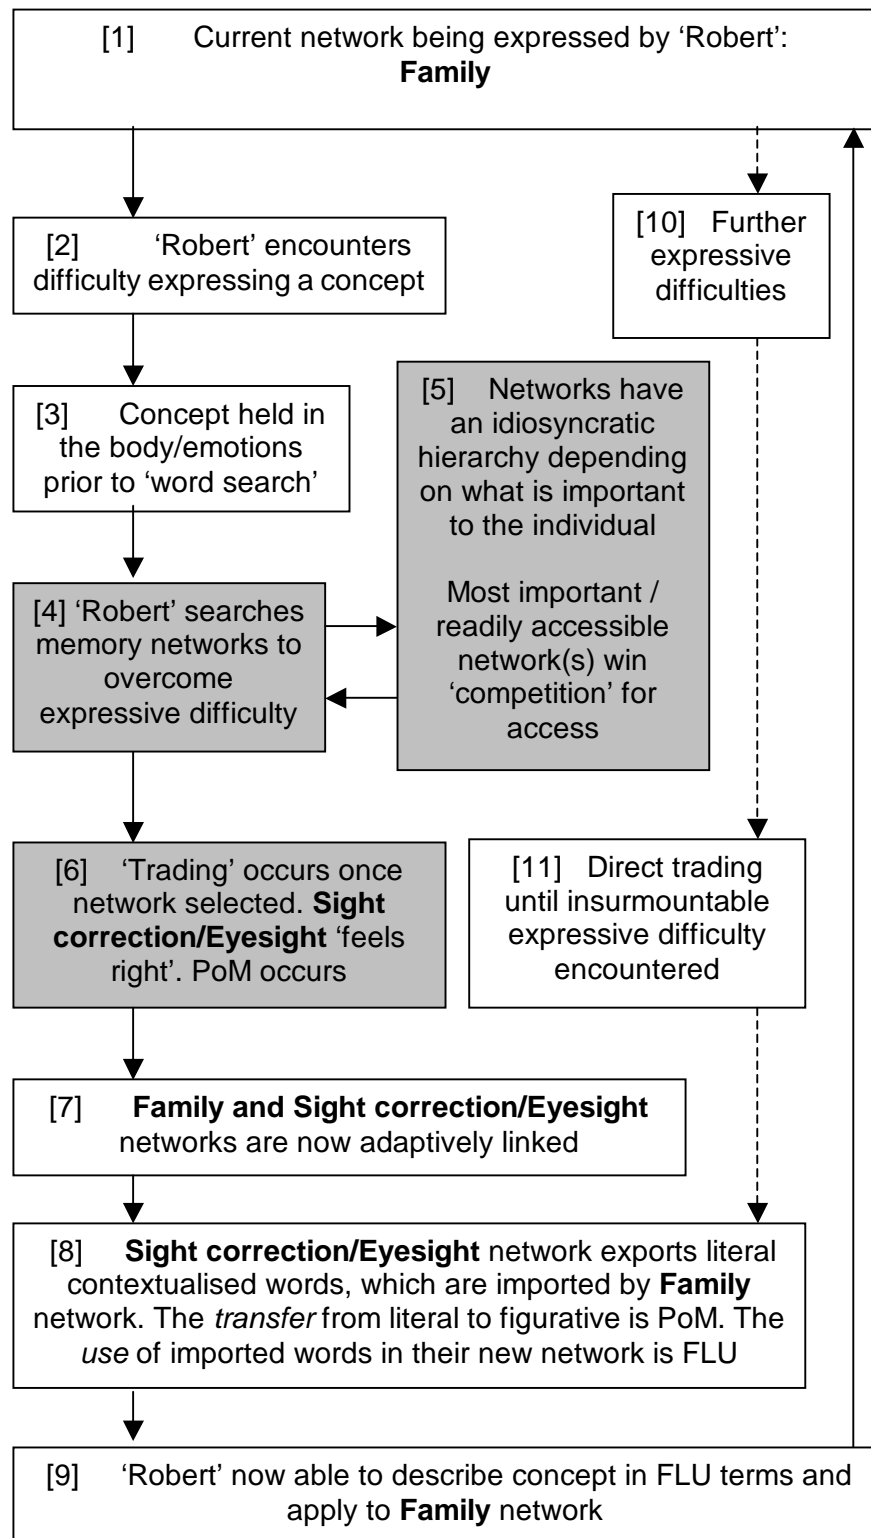 [1] Current network being expressed by ‘Robert’:
Family
[2] ‘Robert’ encounters
difficulty expressing a concept
[3] Concept held in
the body/emotions
prior to ‘word search’
[4] ‘Robert’ searches
memory networks to
overcome
expressive difficulty
[5] Networks have
an idiosyncratic
hierarchy depending
on what is important
to the individual
Most important /
readily accessible
network(s) win
‘competition’ for
access
[6] ‘Trading’ occurs once
network selected. Sight
correction/Eyesight ‘feels
right’. PoM occurs
[7] Family and Sight correction/Eyesight
networks are now adaptively linked
[8] Sight correction/Eyesight network exports literal
contextualised words, which are imported by Family
network. The transfer from literal to figurative is PoM. The
use of imported words in their new network is FLU
[9] ‘Robert’ now able to describe concept in FLU terms and
apply to Family network
[10] Further
expressive
difficulties
[11] Direct trading
until insurmountable
expressive difficulty
encountered